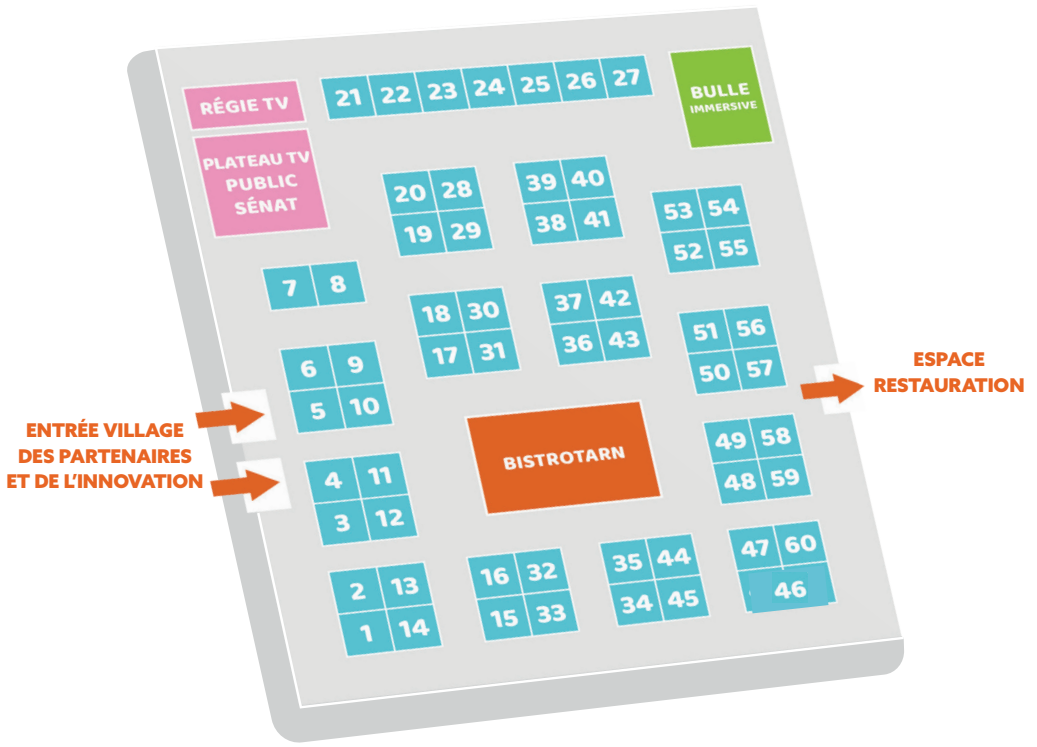 RÉGIE TV
21 22 23 24 25 26 27
BULLE
IMMERSIVE
PLATEAU TV
PUBLIC
SÉNAT
20 28
19 29
39 40
38 41
53 54
52 55
7 8
18 30
17 31
37 42
36 43
51 56
50 57
6 9
5 10
ESPACE
RESTAURATION
ENTRÉE VILLAGE
DES PARTENAIRES
ET DE L'INNOVATION
BISTROTARN
49 58
48 59
4 11
3 12
2 13
1 14
16 32
15 33
35 44
34 45
47 60
46